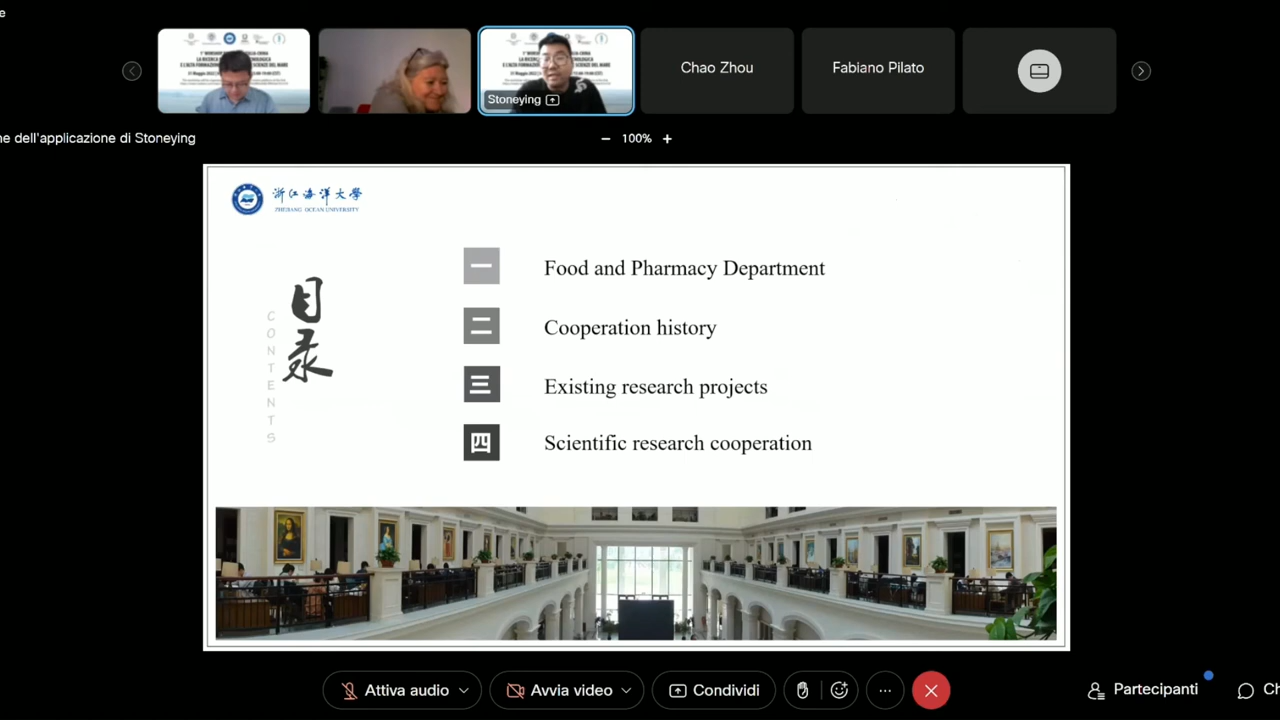 e
Stoneying
Chao Zhou
Fabiano Pilato
ne dell'applicazione di Stoneying
100%
浙江海洋大學
ZHEJIANG OCEAN UNIVERSITY
目录
CONTENTS
一 Food and Pharmacy Department
二 Cooperation history
三 Existing research projects
四 Scientific research cooperation
Attiva audio
Avvia video
Condividi
Partecipanti
Ch